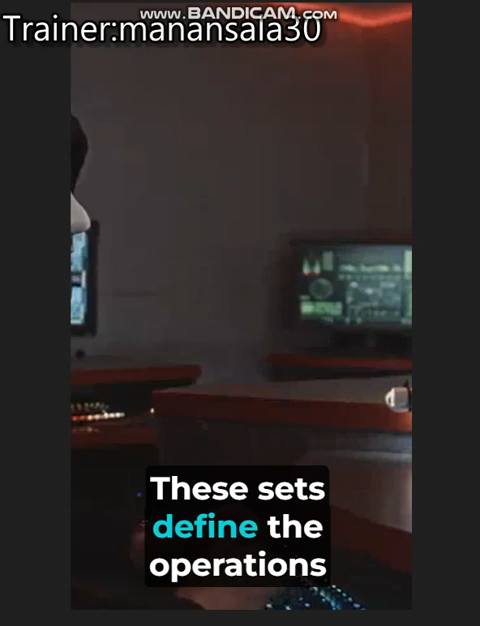 WWW.BANDICAM.COM
Trainer:manansala30
These sets
define the
operations